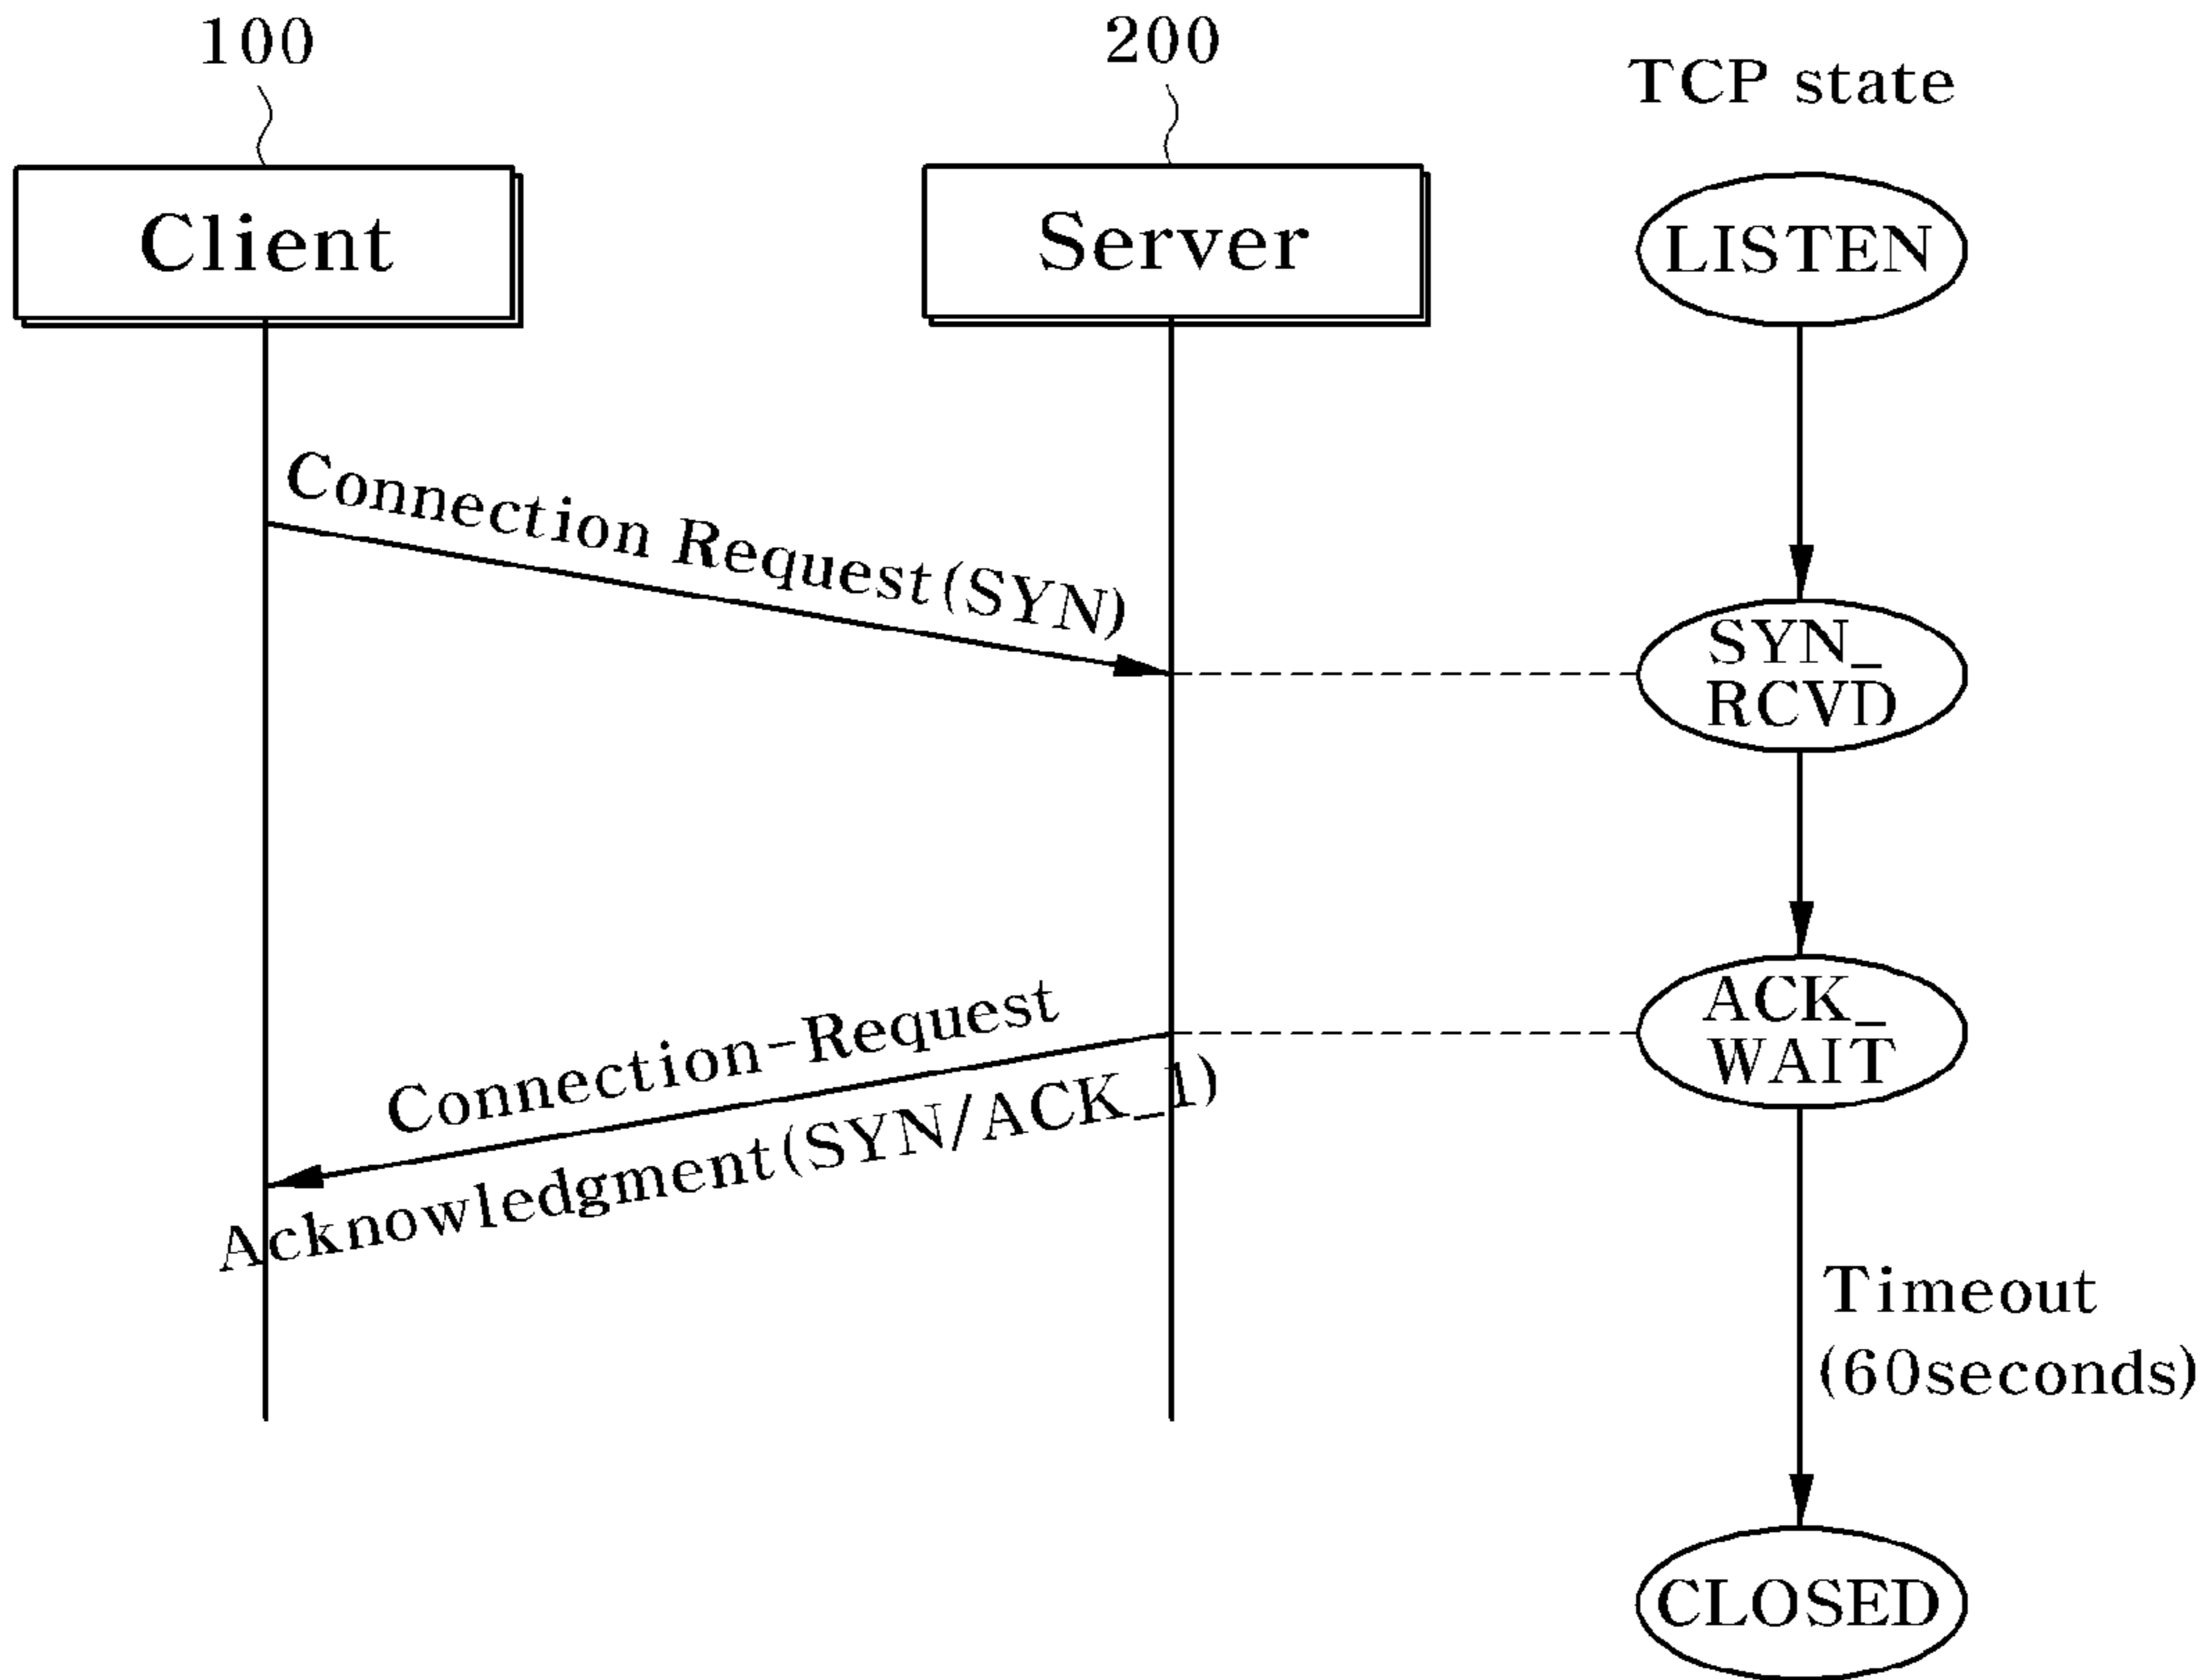 100
200
TCP state
Client
Server
LISTEN
Connection Request(SYN)
SYN_
RCVD
ACK_
WAIT
Connection-Request
Acknowledgment(SYN/ACK_1)
Timeout
(60seconds)
CLOSED